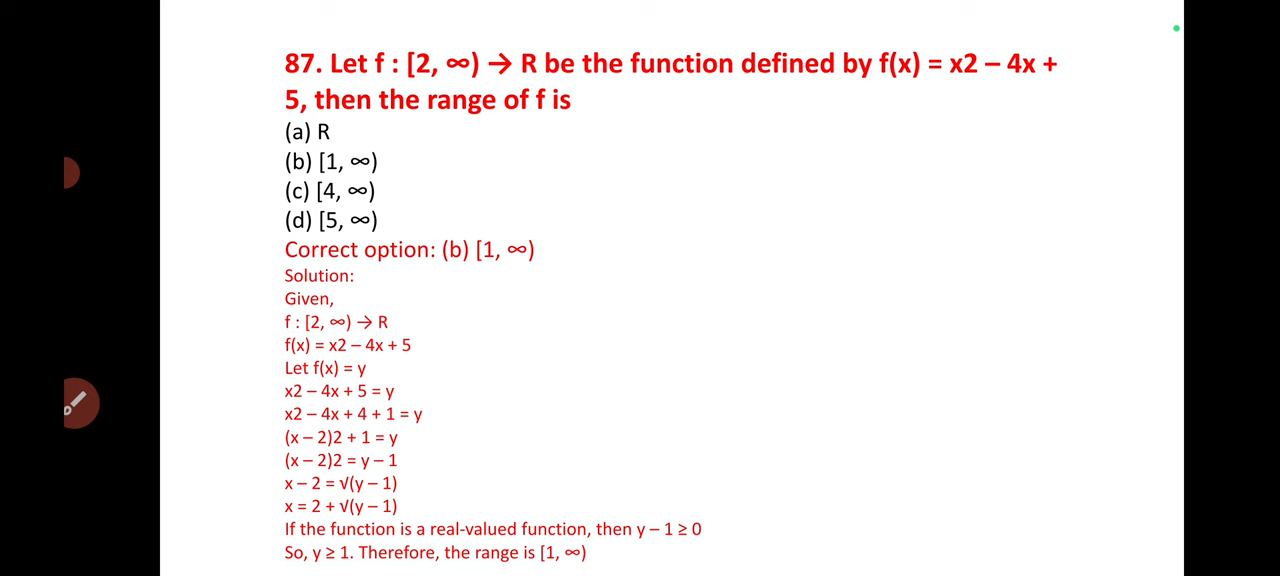 87. Let f : [2, ∞) → R be the function defined by f(x) = x2 – 4x +
5, then the range of f is
(a) R
(b) [1, ∞)
(c) [4, ∞)
(d) [5, ∞)
Correct option: (b) [1, ∞)
Solution:
Given,
f : [2, ∞) → R
f(x) = x2 – 4x + 5
Let f(x) = y
x2 – 4x + 5 = y
x2 – 4x + 4 + 1 = y
(x – 2)2 + 1 = y
(x – 2)2 = y – 1
x – 2 = √(y – 1)
x = 2 + √(y – 1)
If the function is a real-valued function, then y – 1 ≥ 0
So, y ≥ 1. Therefore, the range is [1, ∞)